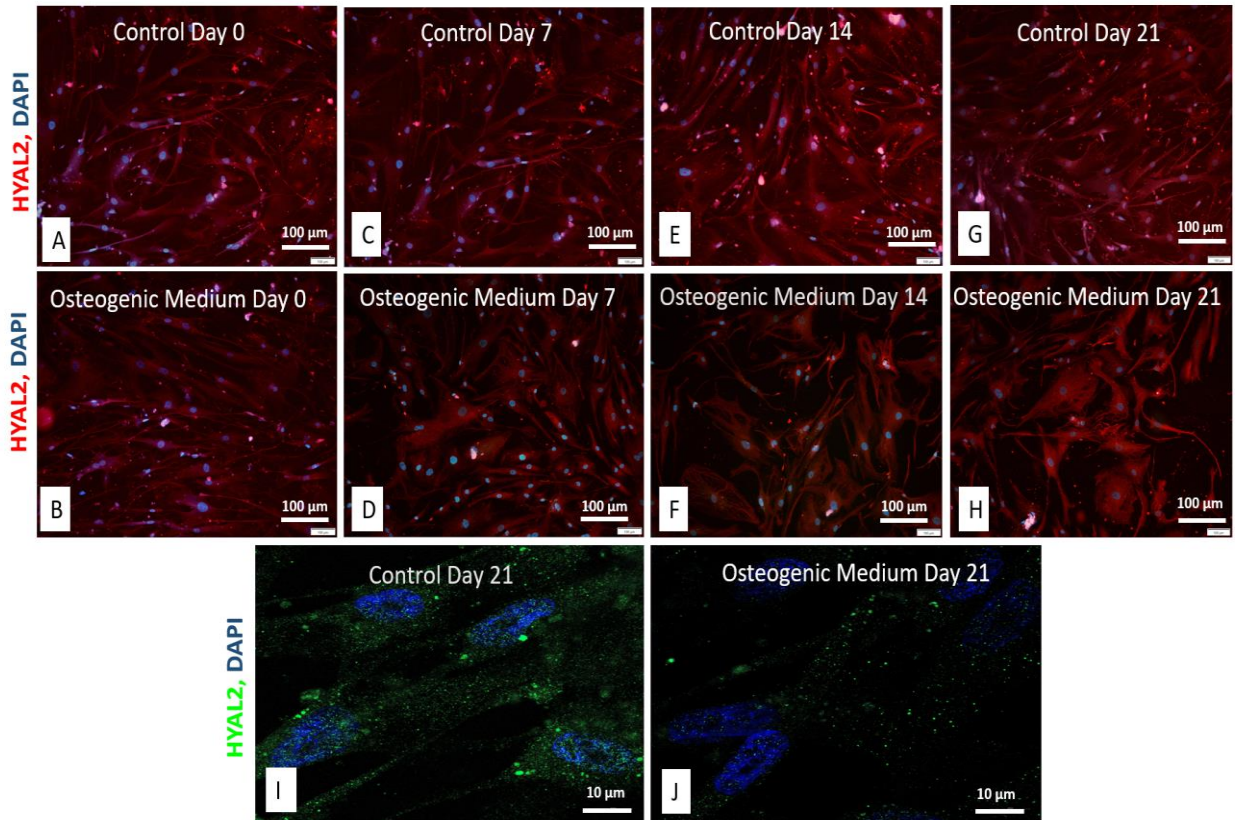 HYAL2, DAPI
Control Day 0
Control Day 7
Control Day 14
Control Day 21
A
100 µm
C
100 µm
E
100 µm
G
100 µm
HYAL2, DAPI
Osteogenic Medium Day 0
Osteogenic Medium Day 7
Osteogenic Medium Day 14
Osteogenic Medium Day 21
B
100 µm
D
100 µm
F
100 µm
H
100 µm
HYAL2, DAPI
Control Day 21
Osteogenic Medium Day 21
I
10 µm
J
10 µm